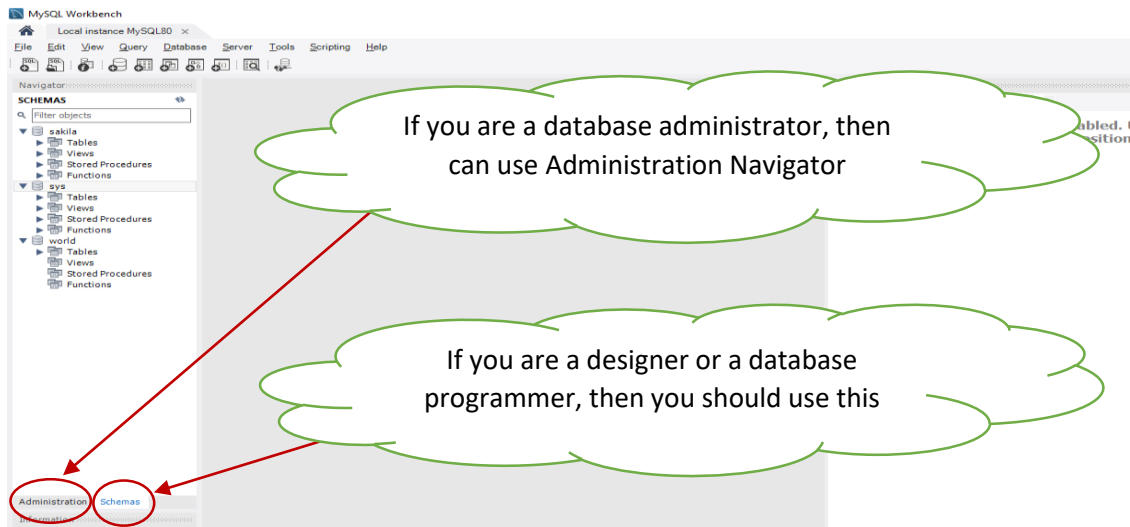 MySQL Workbench
Local instance MySQL80 ×
File Edit View Query Database Server Tools Scripting Help
Navigator
SCHEMAS
Filter objects
sakila
Tables
Views
Stored Procedures
Functions
sys
Tables
Views
Stored Procedures
Functions
world
Tables
Views
Stored Procedures
Functions
If you are a database administrator, then
can use Administration Navigator
If you are a designer or a database
programmer, then you should use this
Administration Schemas
Information